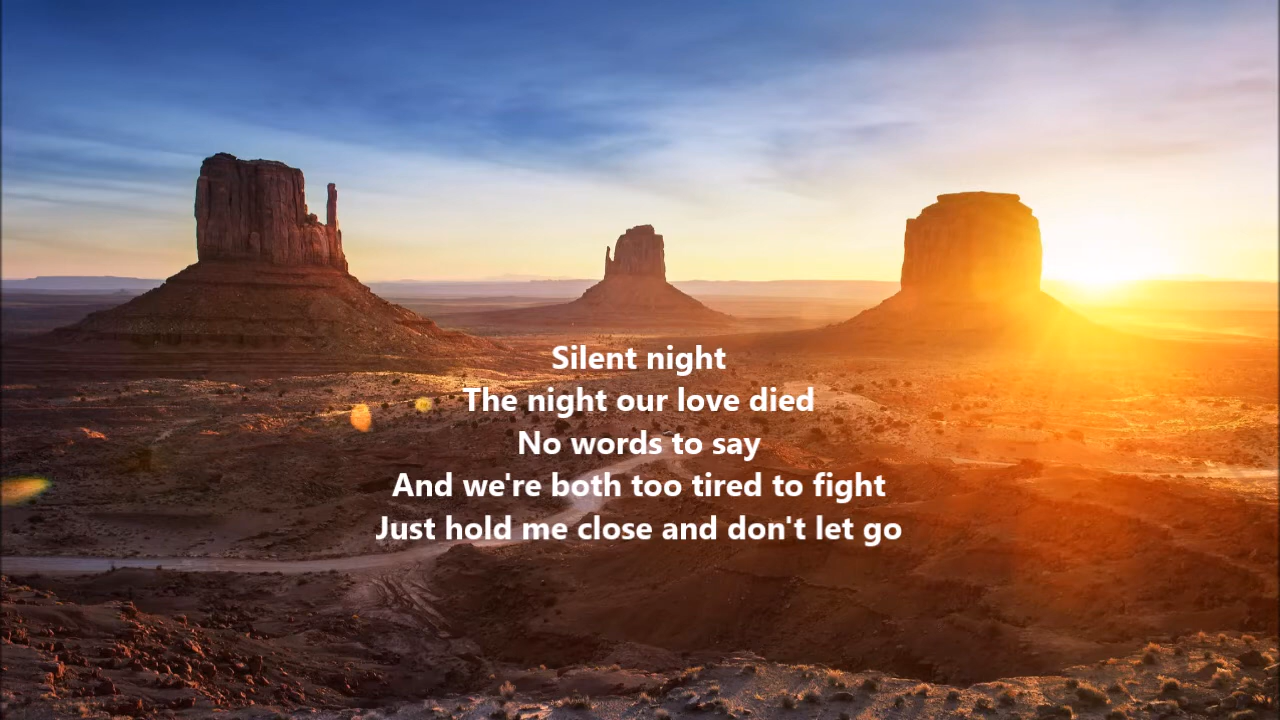 Silent night
The night our love died
No words to say
And we're both too tired to fight
Just hold me close and don't let go